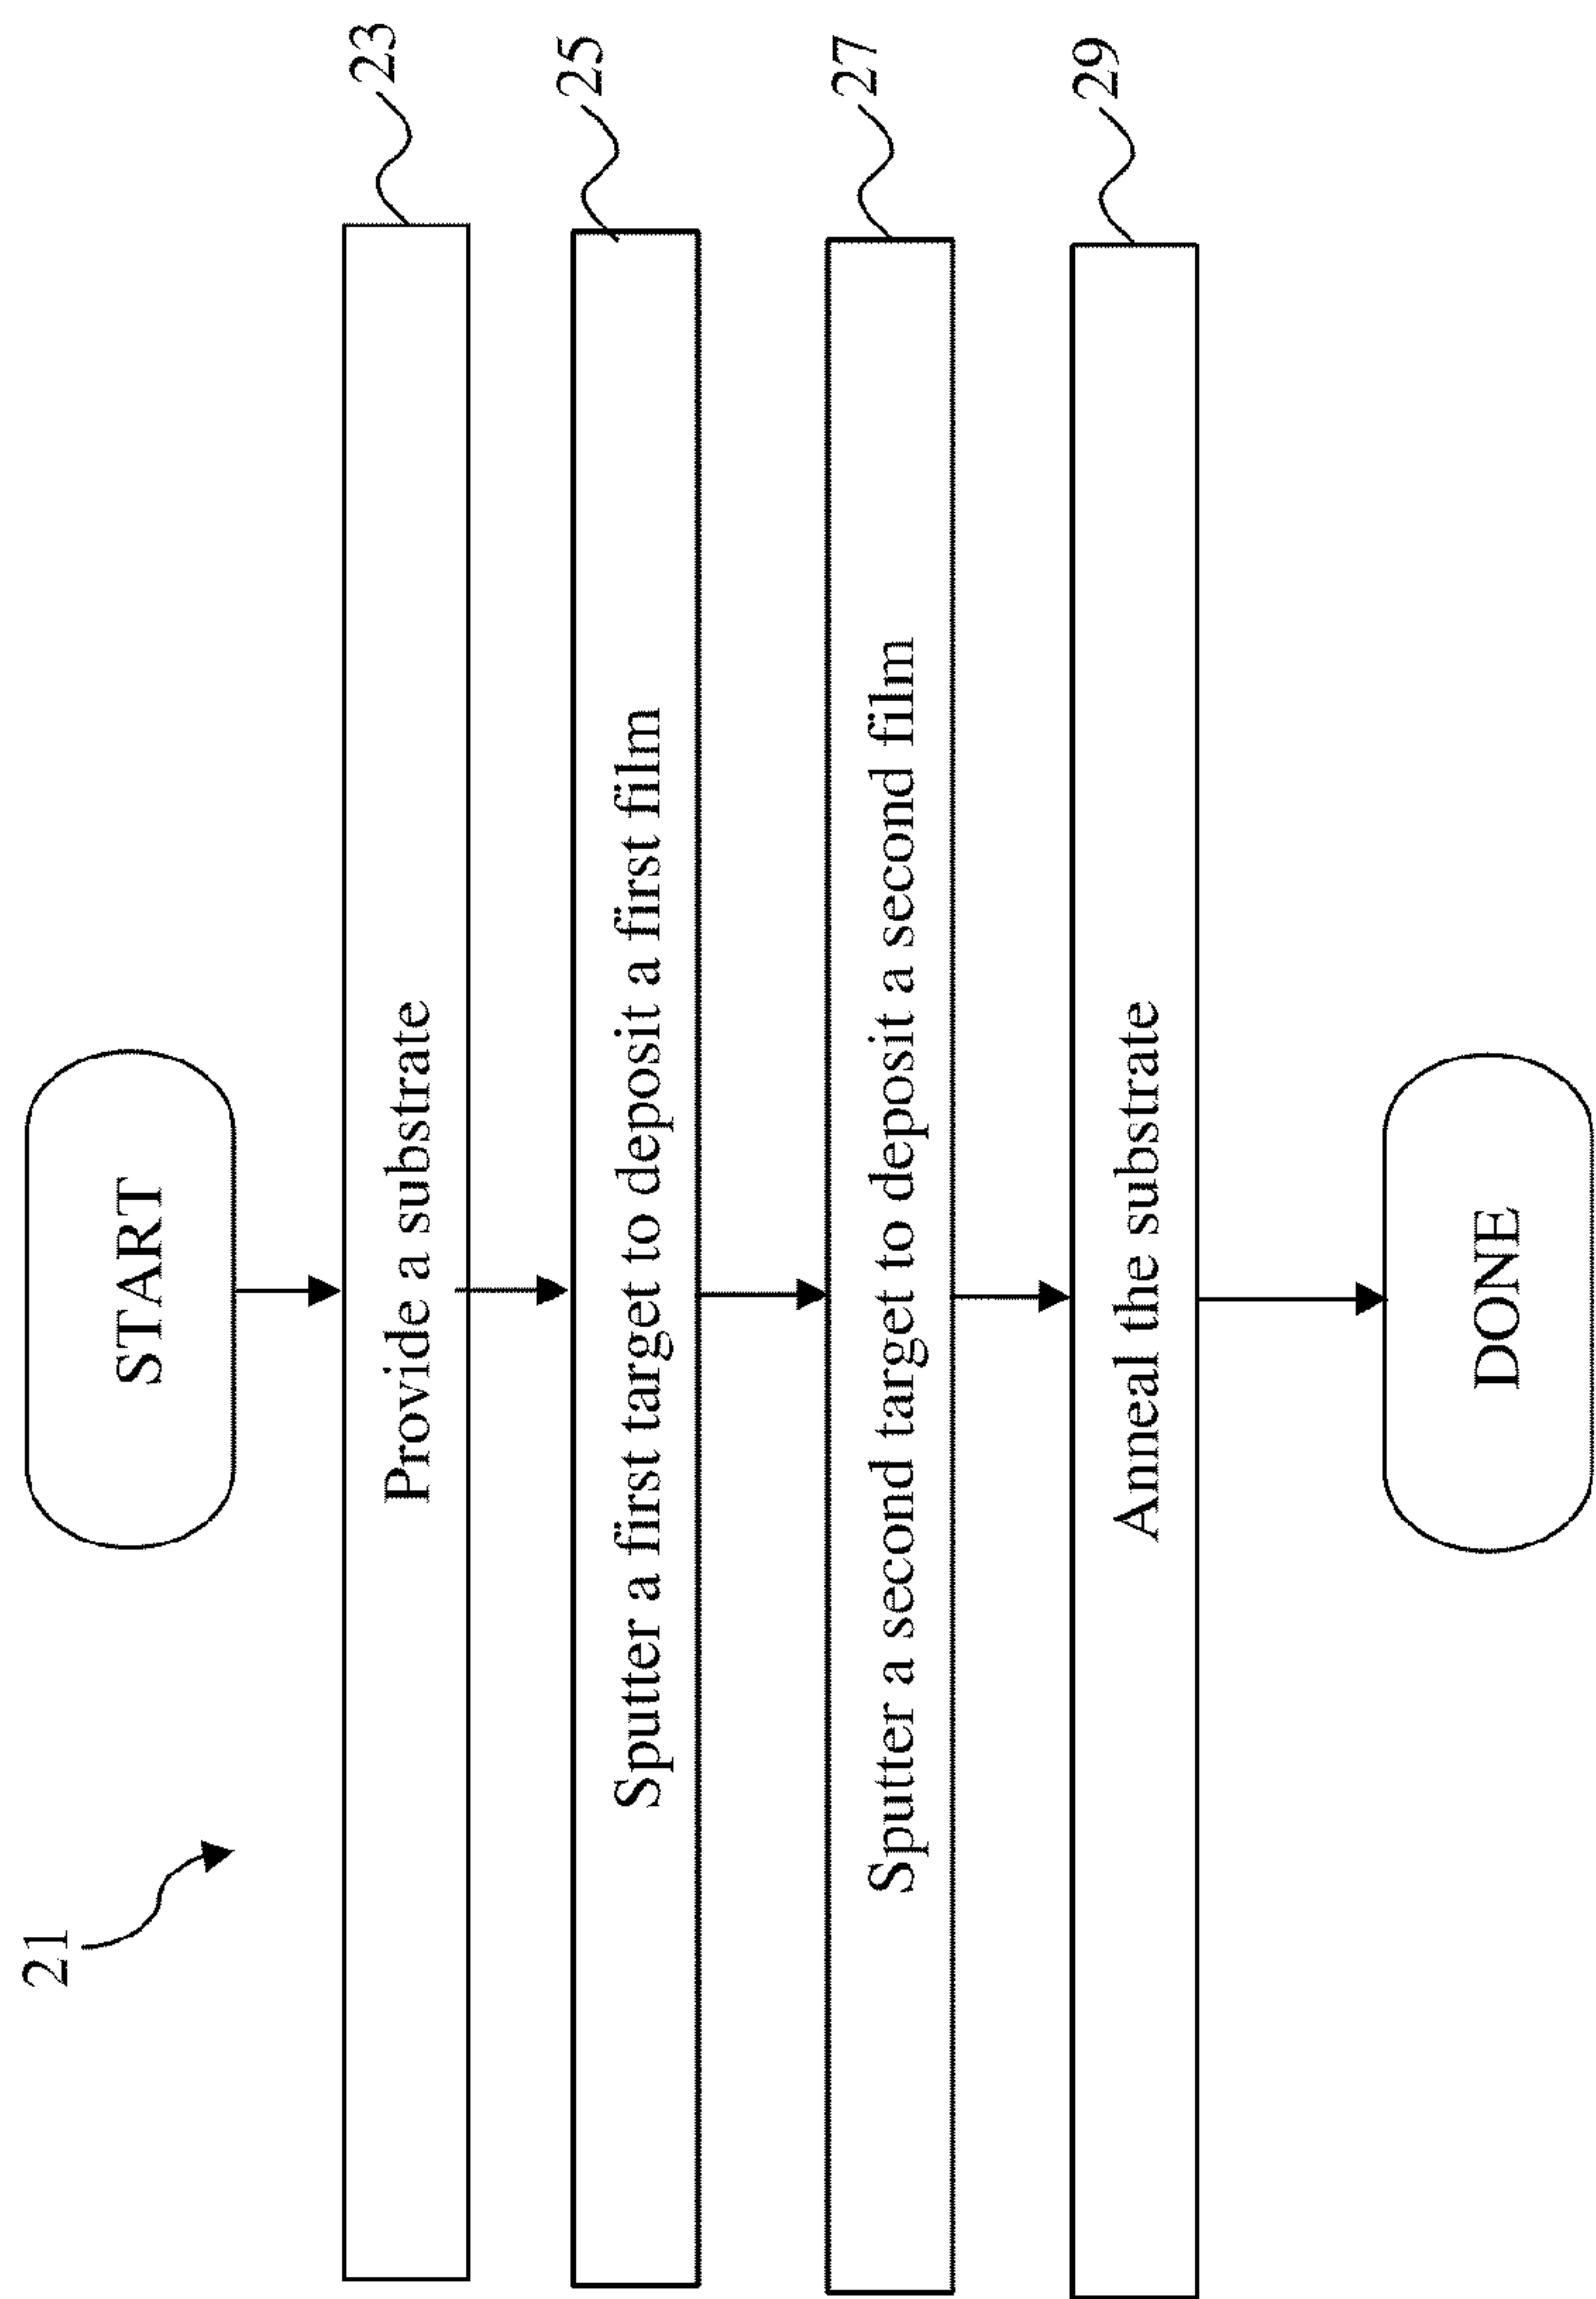 21
START
23
Provide a substrate
25
Sputter a first target to deposit a first film
27
Sputter a second target to deposit a second film
29
Anneal the substrate
DONE